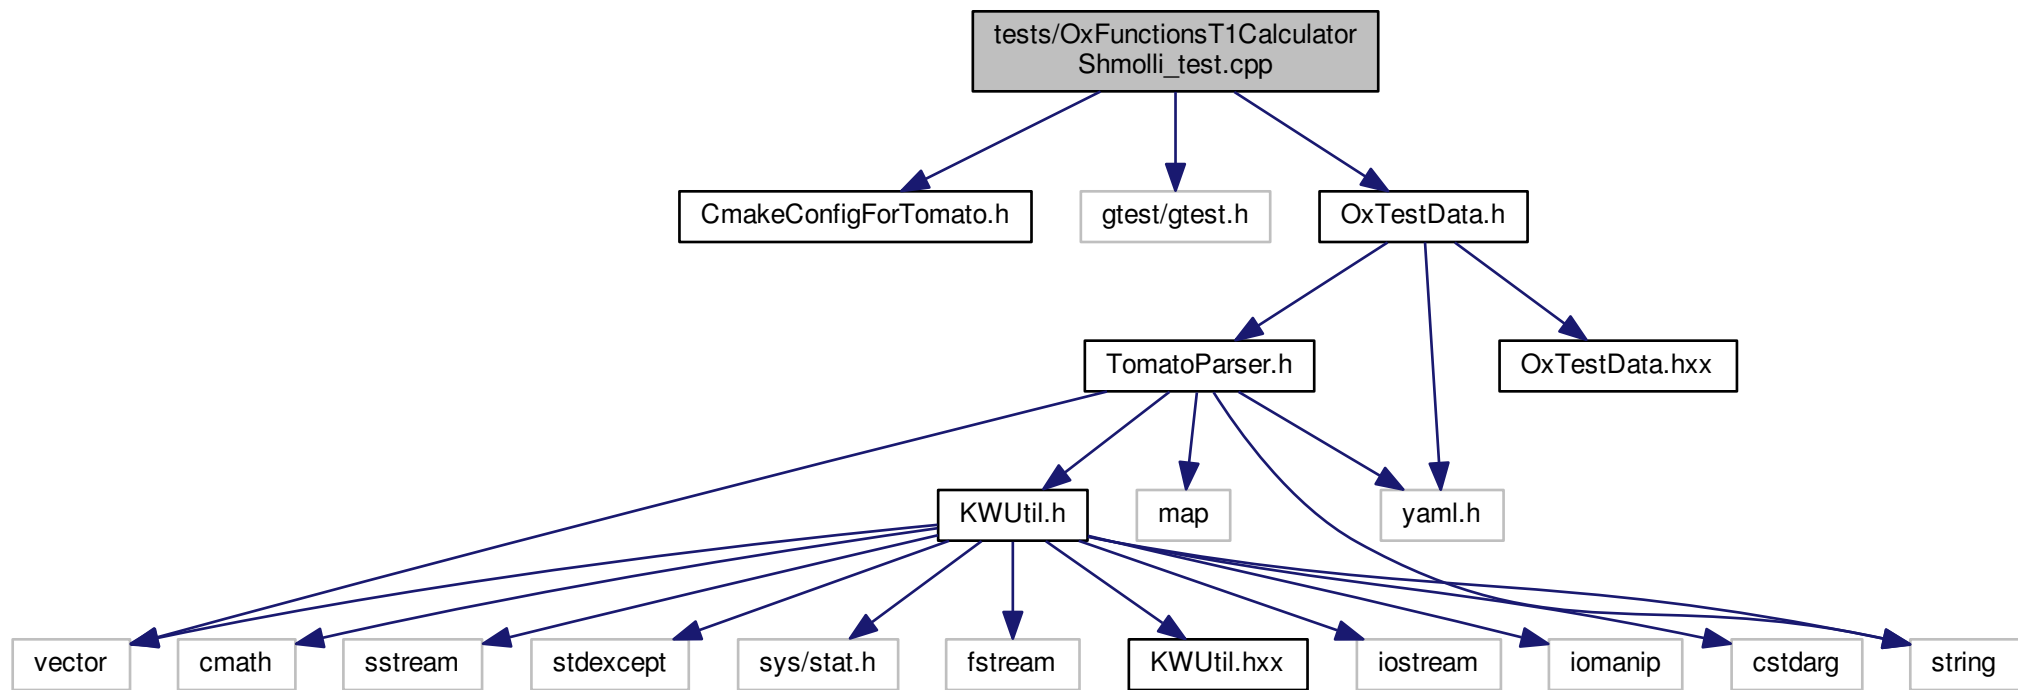 tests/OxFunctionsT1Calculator
Shmolli_test.cpp
CmakeConfigForTomato.h
gtest/gtest.h
OxTestData.h
TomatoParser.h
OxTestData.hxx
KWUtil.h
map
yaml.h
vector
cmath
sstream
stdexcept
sys/stat.h
fstream
KWUtil.hxx
iostream
iomanip
cstdarg
string